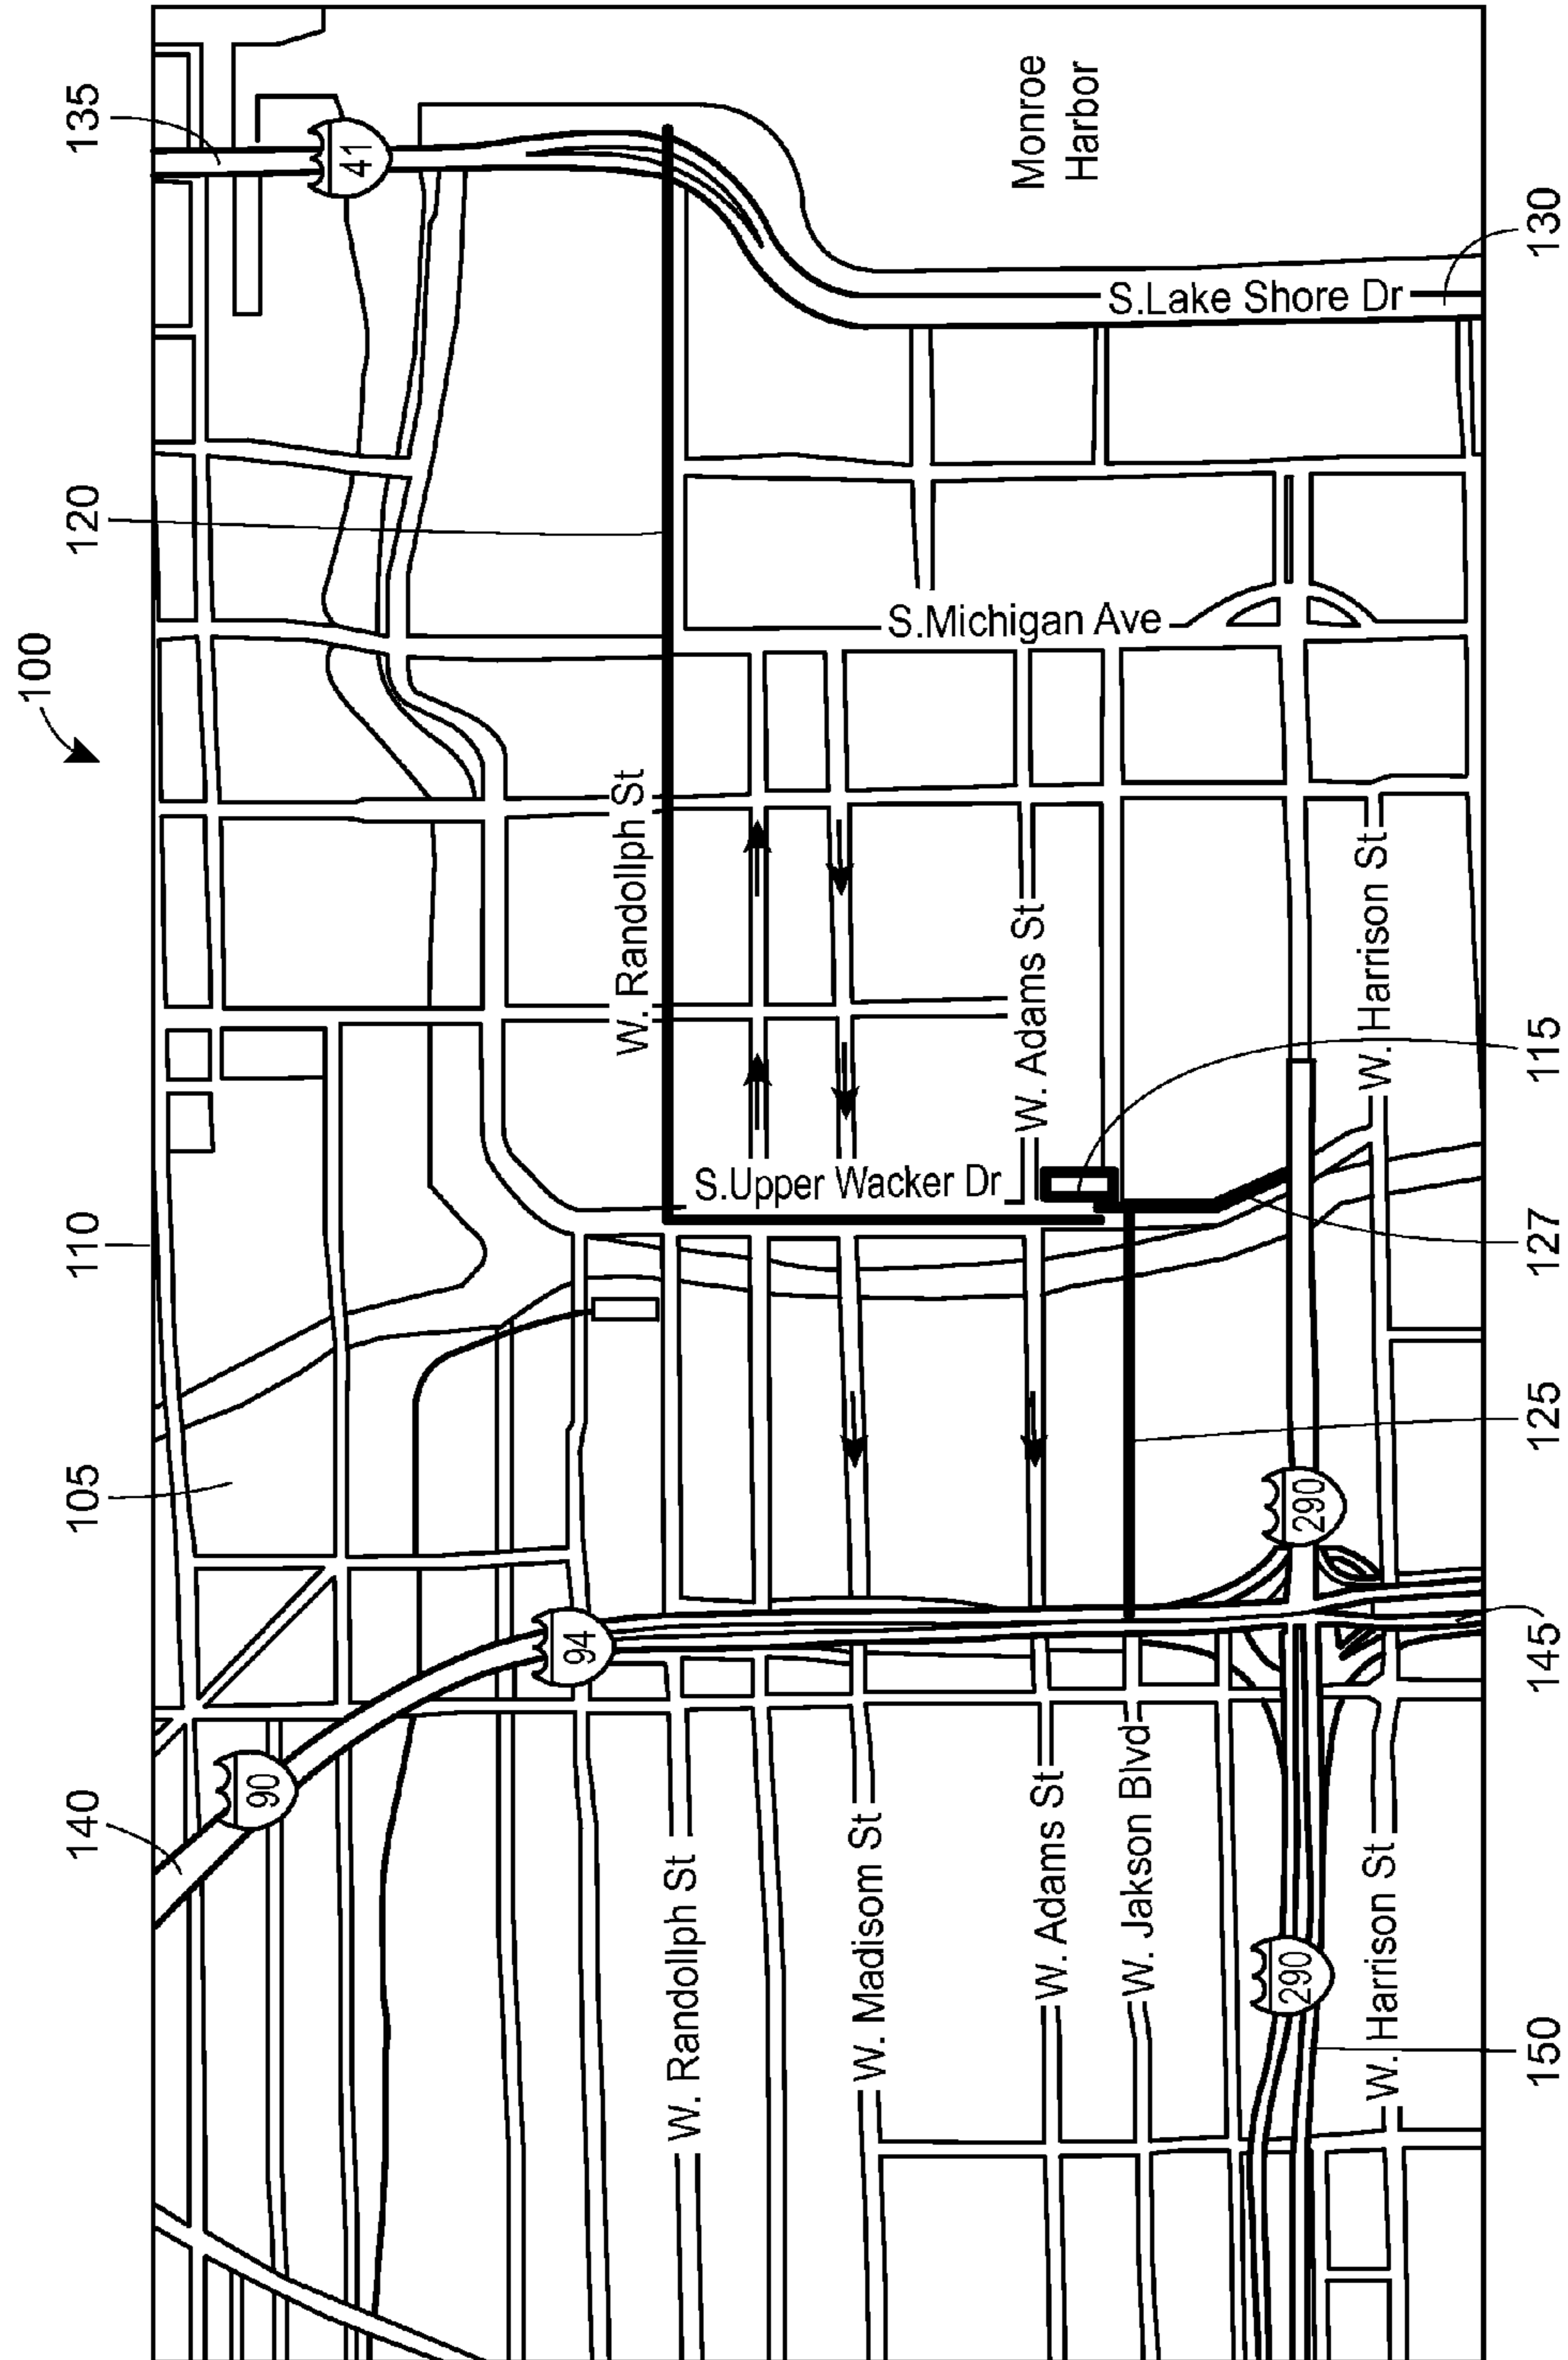 100
135
120
110
105
140
41
Monroe
Harbor
130
S.Lake Shore Dr
S.Michigan Ave
W. Randollph St
W. Adams St
W. Harrison St
115
S.Upper Wacker Dr
127
125
290
94
145
90
W. Randollph St
W. Madisom St
W. Adams St
W. Jakson Blvd
290
W. Harrison St
150